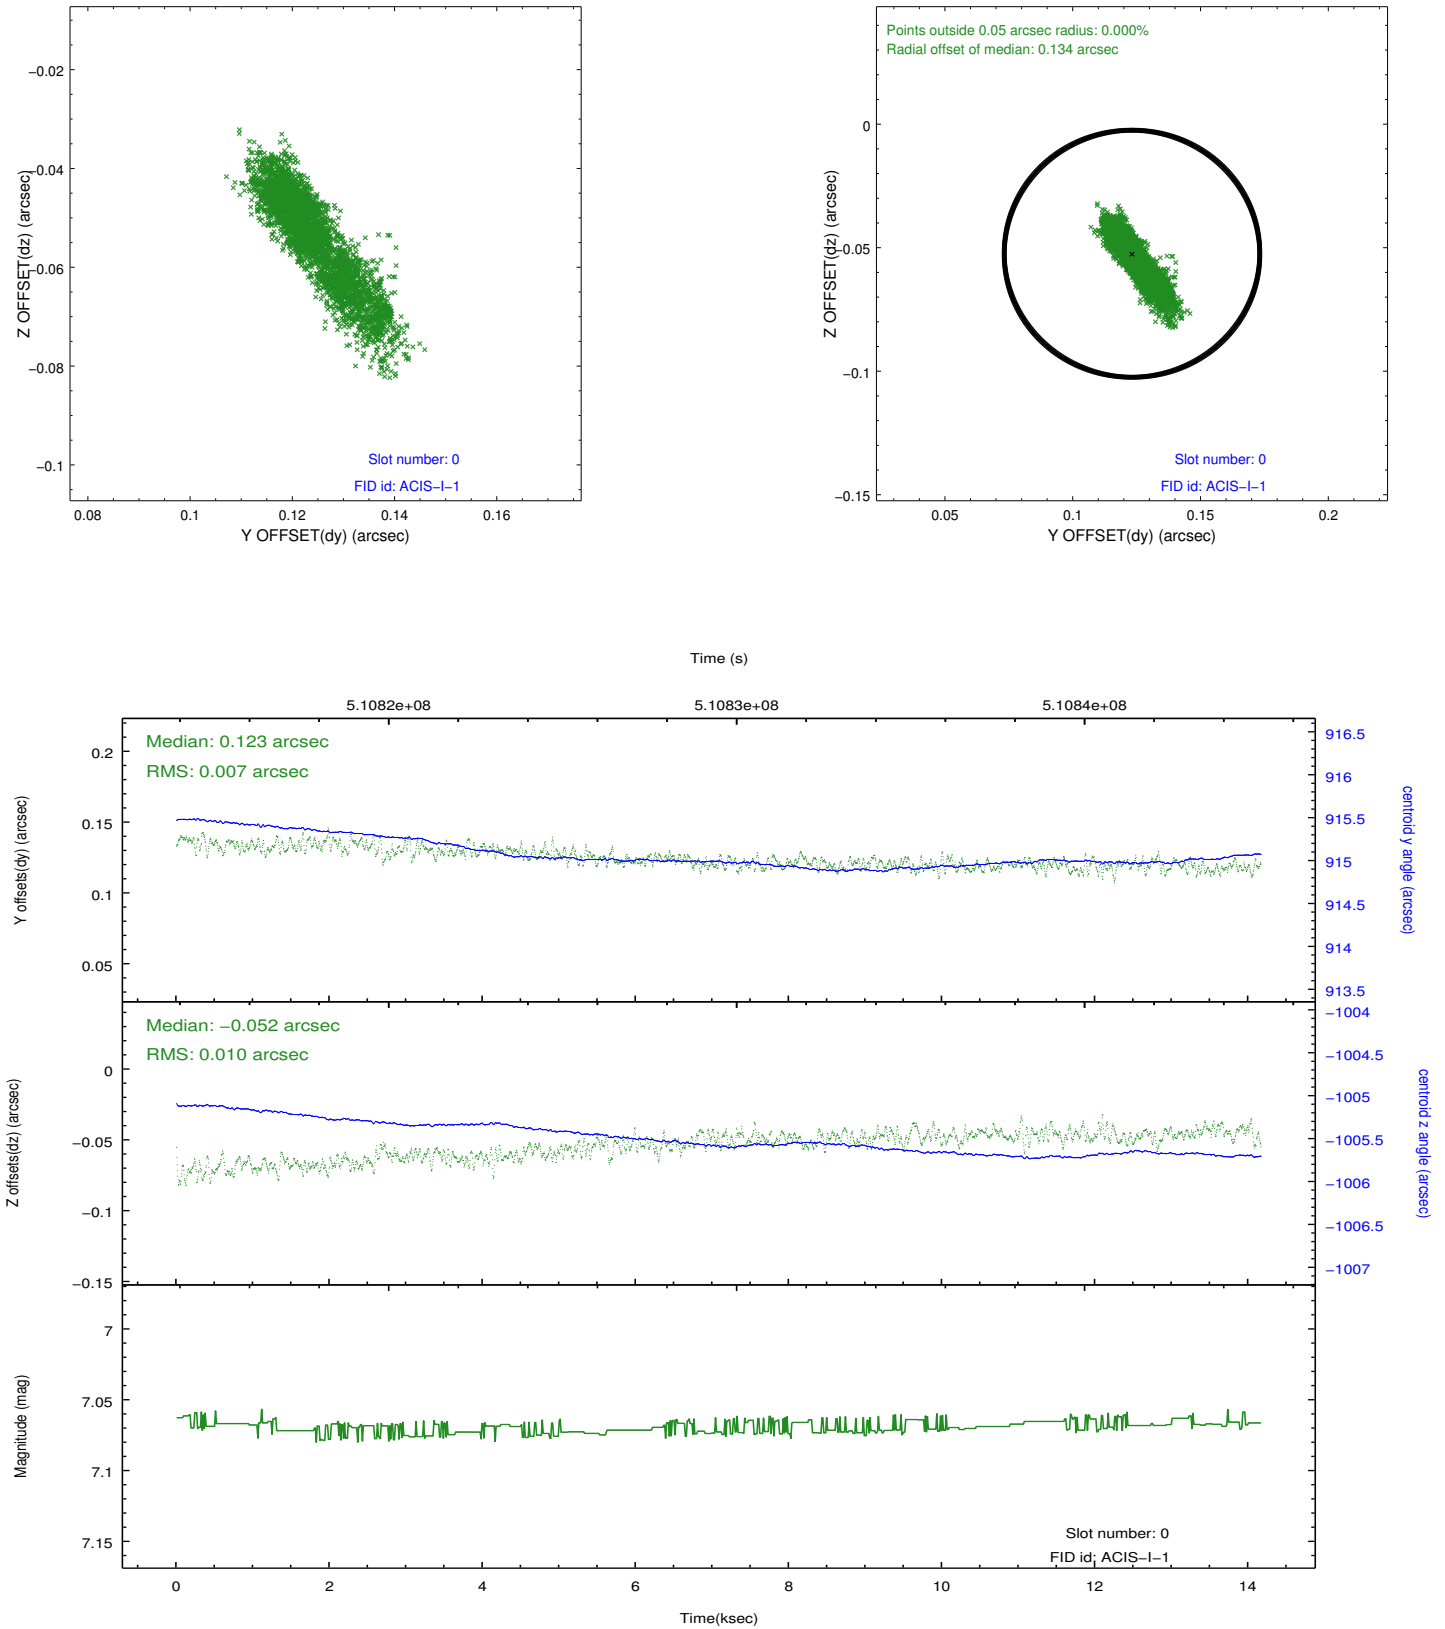 Points outside 0.05 arcsec radius: 0.000%
Radial offset of median: 0.134 arcsec
−0.02
−0.04
−0.06
−0.08
−0.1
Z OFFSET(dz) (arcsec)
Slot number: 0
FID id: ACIS−I−1
0.08 0.1 0.12 0.14 0.16
Y OFFSET(dy) (arcsec)
0
−0.05
−0.1
−0.15
Z OFFSET(dz) (arcsec)
Slot number: 0
FID id: ACIS−I−1
0.05 0.1 0.15 0.2
Y OFFSET(dy) (arcsec)
Time (s)
5.1082e+08 5.1083e+08 5.1084e+08
Median: 0.123 arcsec
RMS: 0.007 arcsec
0.2
0.15
0.1
0.05
Y offsets(dy) (arcsec)
916.5
916
915.5
915
914.5
914
913.5
centroid y angle (arcsec)
Median: −0.052 arcsec
RMS: 0.010 arcsec
0
−0.05
−0.1
−0.15
Z offsets(dz) (arcsec)
−1004
−1004.5
−1005
−1005.5
−1006
−1006.5
−1007
centroid z angle (arcsec)
7
7.05
7.1
7.15
Magnitude (mag)
Slot number: 0
FID id: ACIS−I−1
0 2 4 6 8 10 12 14
Time(ksec)